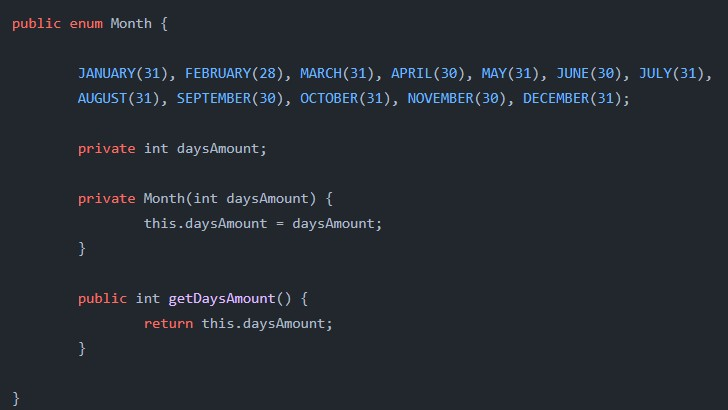 public enum Month {
JANUARY(31), FEBRUARY(28), MARCH(31), APRIL(30), MAY(31), JUNE(30), JULY(31),
AUGUST(31), SEPTEMBER(30), OCTOBER(31), NOVEMBER(30), DECEMBER(31);
private int daysAmount;
private Month(int daysAmount) {
this.daysAmount = daysAmount;
}
public int getDaysAmount() {
return this.daysAmount;
}
}